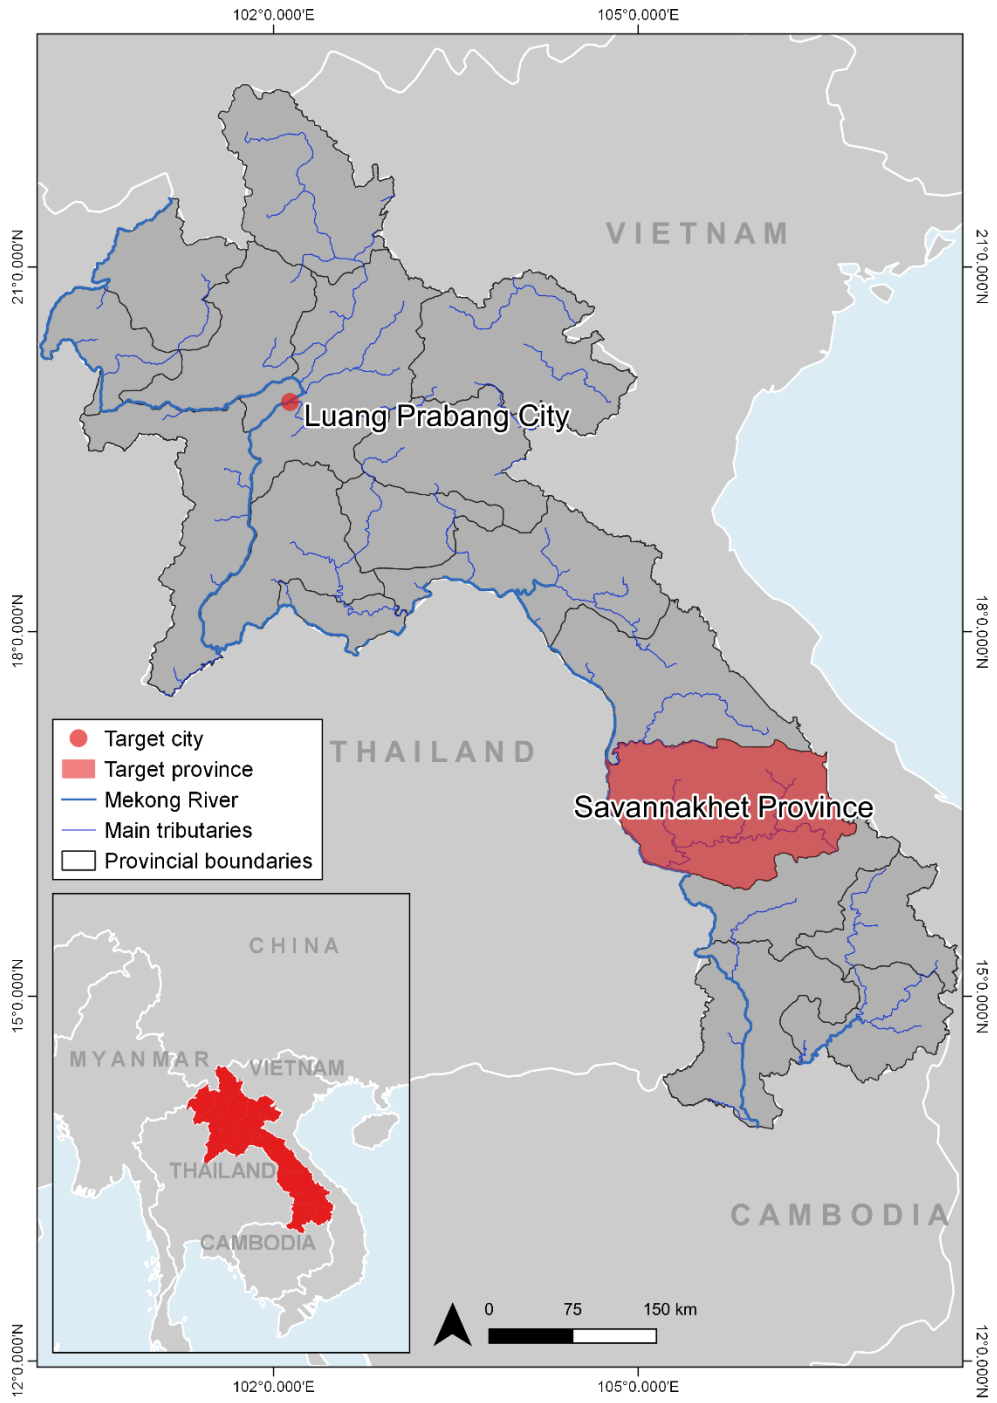 102°0.000'E
105°0.000'E
VIETNAM
21°0.000'N
21°0.000'N
Luang Prabang City
18°0.000'N
18°0.000'N
THAILAND
Target city
Target province
Mekong River
Main tributaries
Provincial boundaries
Savannakhet Province
CHINA
MYANMAR
VIETNAM
THAILAND
CAMBODIA
15°0.000'N
15°0.000'N
CAMBODIA
0
75
150 km
12°0.000'N
12°0.000'N
102°0.000'E
105°0.000'E